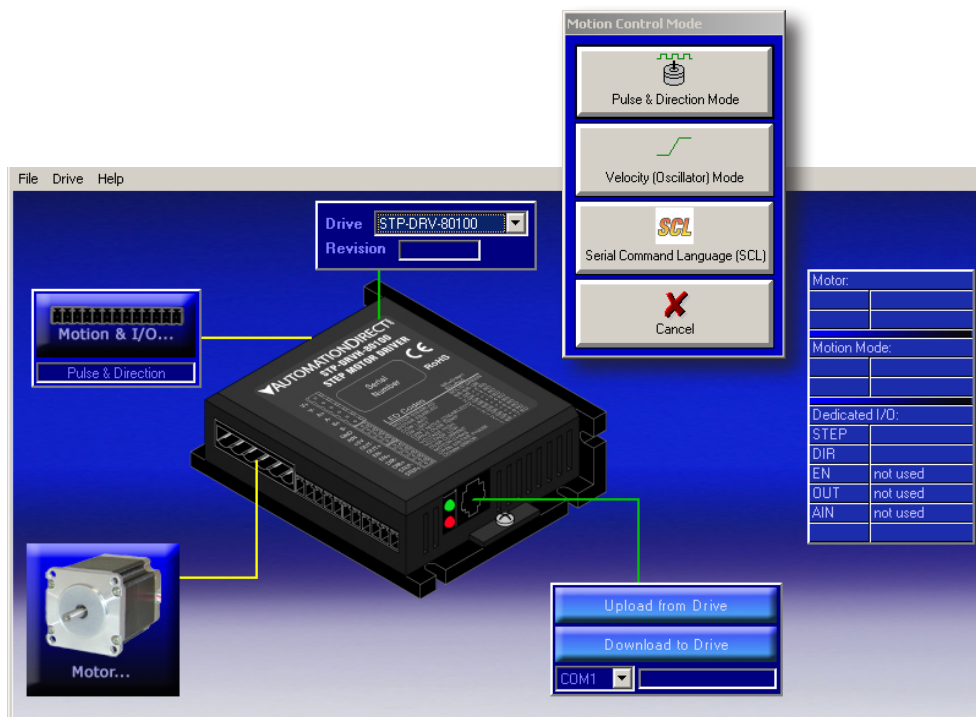 Motion Control Mode
Pulse & Direction Mode
Velocity (Oscillator) Mode
SCL
Serial Command Language (SCL)
Cancel
File Drive Help
Drive STP-DRV-80100
Revision
Motion & I/O...
Pulse & Direction
AUTOMATIONDIRECT
STP-DRVH-80100
STEP MOTOR DRIVER
CE
RoHS
Serial
Number
LED Codes
Motor:
Motion Mode:
Dedicated I/O:
STEP
DIR
EN not used
OUT not used
AIN not used
Motor...
Upload from Drive
Download to Drive
COM1